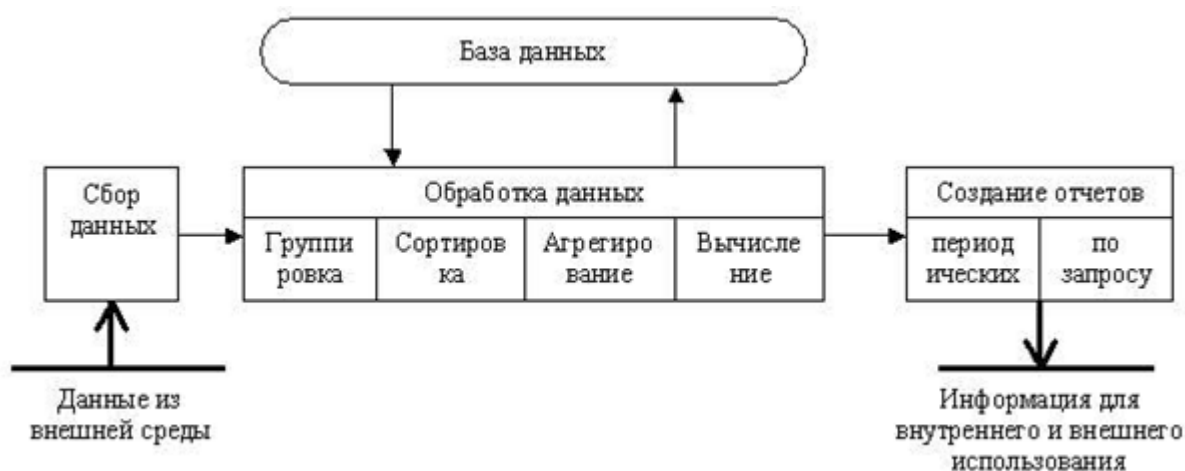 База данных
Сбор
данных
Обработка данных
Группи
ровка
Сортиров
ка
Агрегиро
вание
Вычисле
ние
Создание отчетов
период
ических
по
запросу
Данные из
внешней среды
Информация для
внутреннего и внешнего
использования